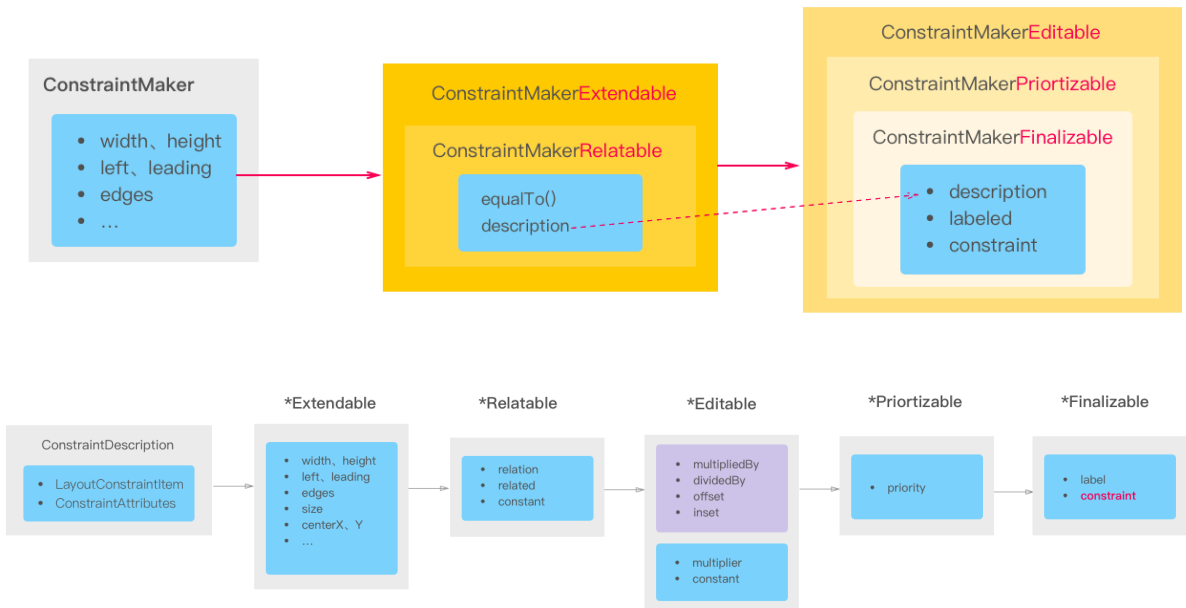 ConstraintMaker
• width、height
• left、leading
• edges
• ...
ConstraintMakerExtendable
ConstraintMakerRelatable
equalTo()
description
ConstraintMakerEditable
ConstraintMakerPriortizable
ConstraintMakerFinalizable
• description
• labeled
• constraint
ConstraintDescription
• LayoutConstraintItem
• ConstraintAttributes
*Extendable
• width、height
• left、leading
• edges
• size
• centerX、Y
• ...
*Relatable
• relation
• related
• constant
*Editable
• multipliedBy
• dividedBy
• offset
• inset
• multiplier
• constant
*Priortizable
• priority
*Finalizable
• label
• constraint